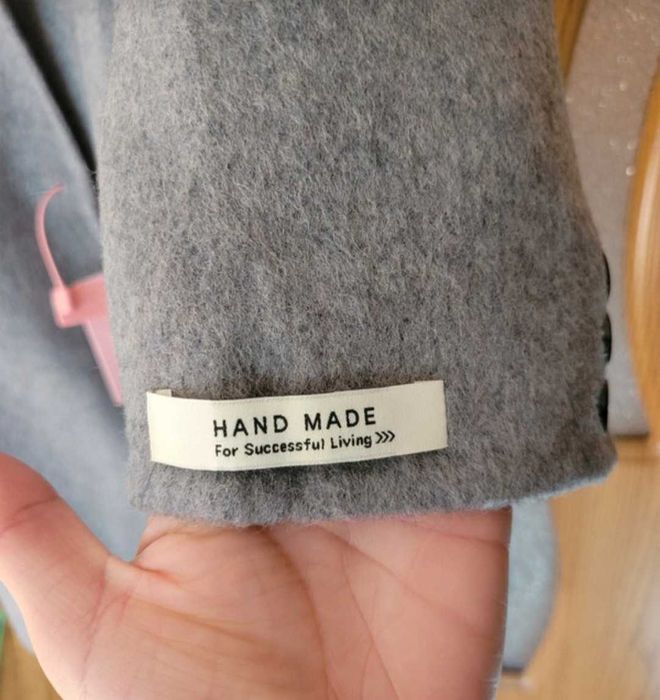 HAND MADE
For Successful Living >>>